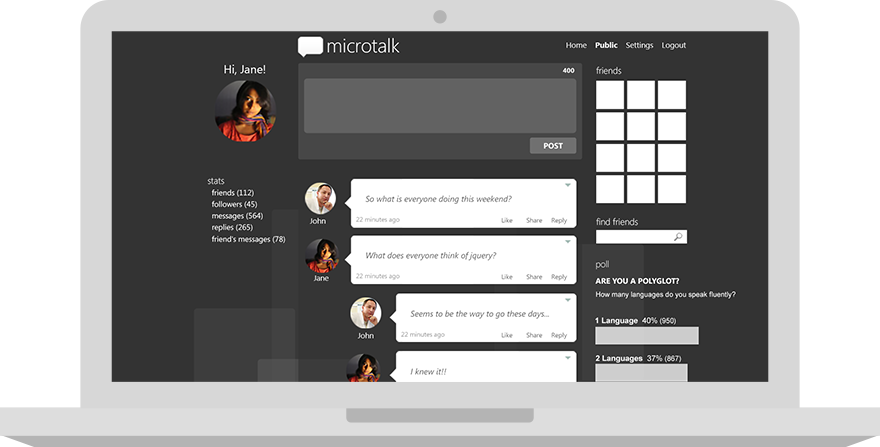 microtalk
Home Public Settings Logout
Hi, Jane!
400
POST
stats
friends (112)
followers (45)
messages (564)
replies (265)
friend's messages (78)
So what is everyone doing this weekend?
22 minutes ago Like Share Reply
John
What does everyone think of jquery?
22 minutes ago Like Share Reply
Jane
Seems to be the way to go these days...
22 minutes ago Like Share Reply
John
I knew it!!
friends
find friends
poll
ARE YOU A POLYGLOT?
How many languages do you speak fluently?
1 Language 40% (950)
2 Languages 37% (867)